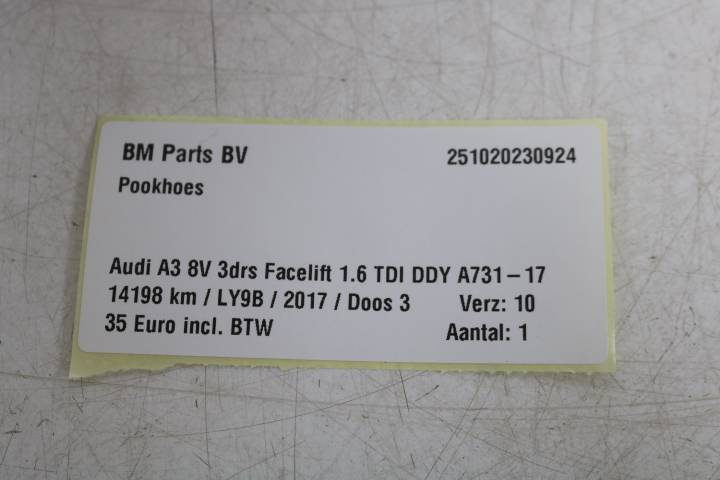 BM Parts BV 251020230924
Pookhoes
Audi A3 8V 3drs Facelift 1.6 TDI DDY A731-17
14198 km / LY9B / 2017 / Doos 3 Verz: 10
35 Euro incl. BTW Aantal: 1